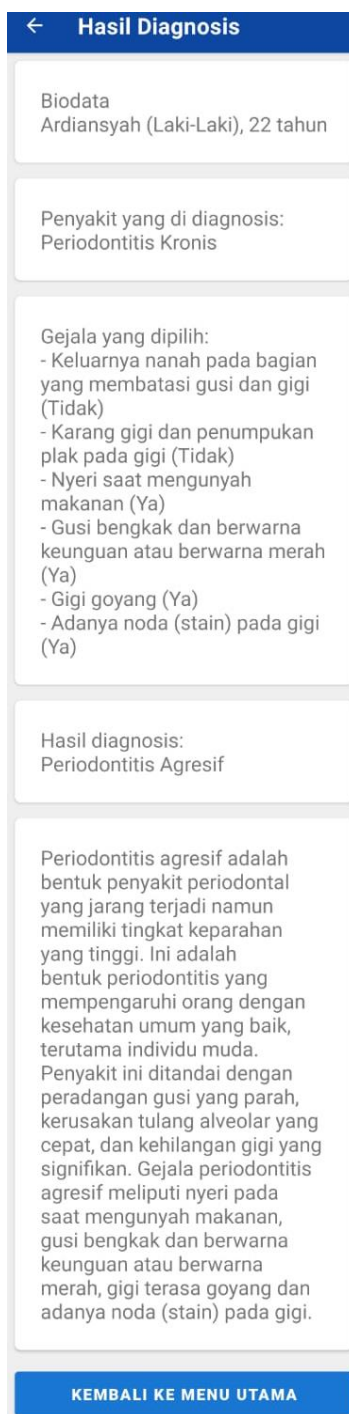 Hasil Diagnosis
Biodata
Ardiansyah (Laki-Laki), 22 tahun
Penyakit yang di diagnosis:
Periodontitis Kronis
Gejala yang dipilih:
- Keluarnya nanah pada bagian
yang membatasi gusi dan gigi
(Tidak)
- Karang gigi dan penumpukan
plak pada gigi (Tidak)
- Nyeri saat mengunyah
makanan (Ya)
- Gusi bengkak dan berwarna
keunguan atau berwarna merah
(Ya)
- Gigi goyang (Ya)
- Adanya noda (stain) pada gigi
(Ya)
Hasil diagnosis:
Periodontitis Agresif
Periodontitis agresif adalah
bentuk penyakit periodontal
yang jarang terjadi namun
memiliki tingkat keparahan
yang tinggi. Ini adalah
bentuk periodontitis yang
mempengaruhi orang dengan
kesehatan umum yang baik,
terutama individu muda.
Penyakit ini ditandai dengan
peradangan gusi yang parah,
kerusakan tulang alveolar yang
cepat, dan kehilangan gigi yang
signifikan. Gejala periodontitis
agresif meliputi nyeri pada
saat mengunyah makanan,
gusi bengkak dan berwarna
keunguan atau berwarna
merah, gigi terasa goyang dan
adanya noda (stain) pada gigi.
KEMBALI KE MENU UTAMA